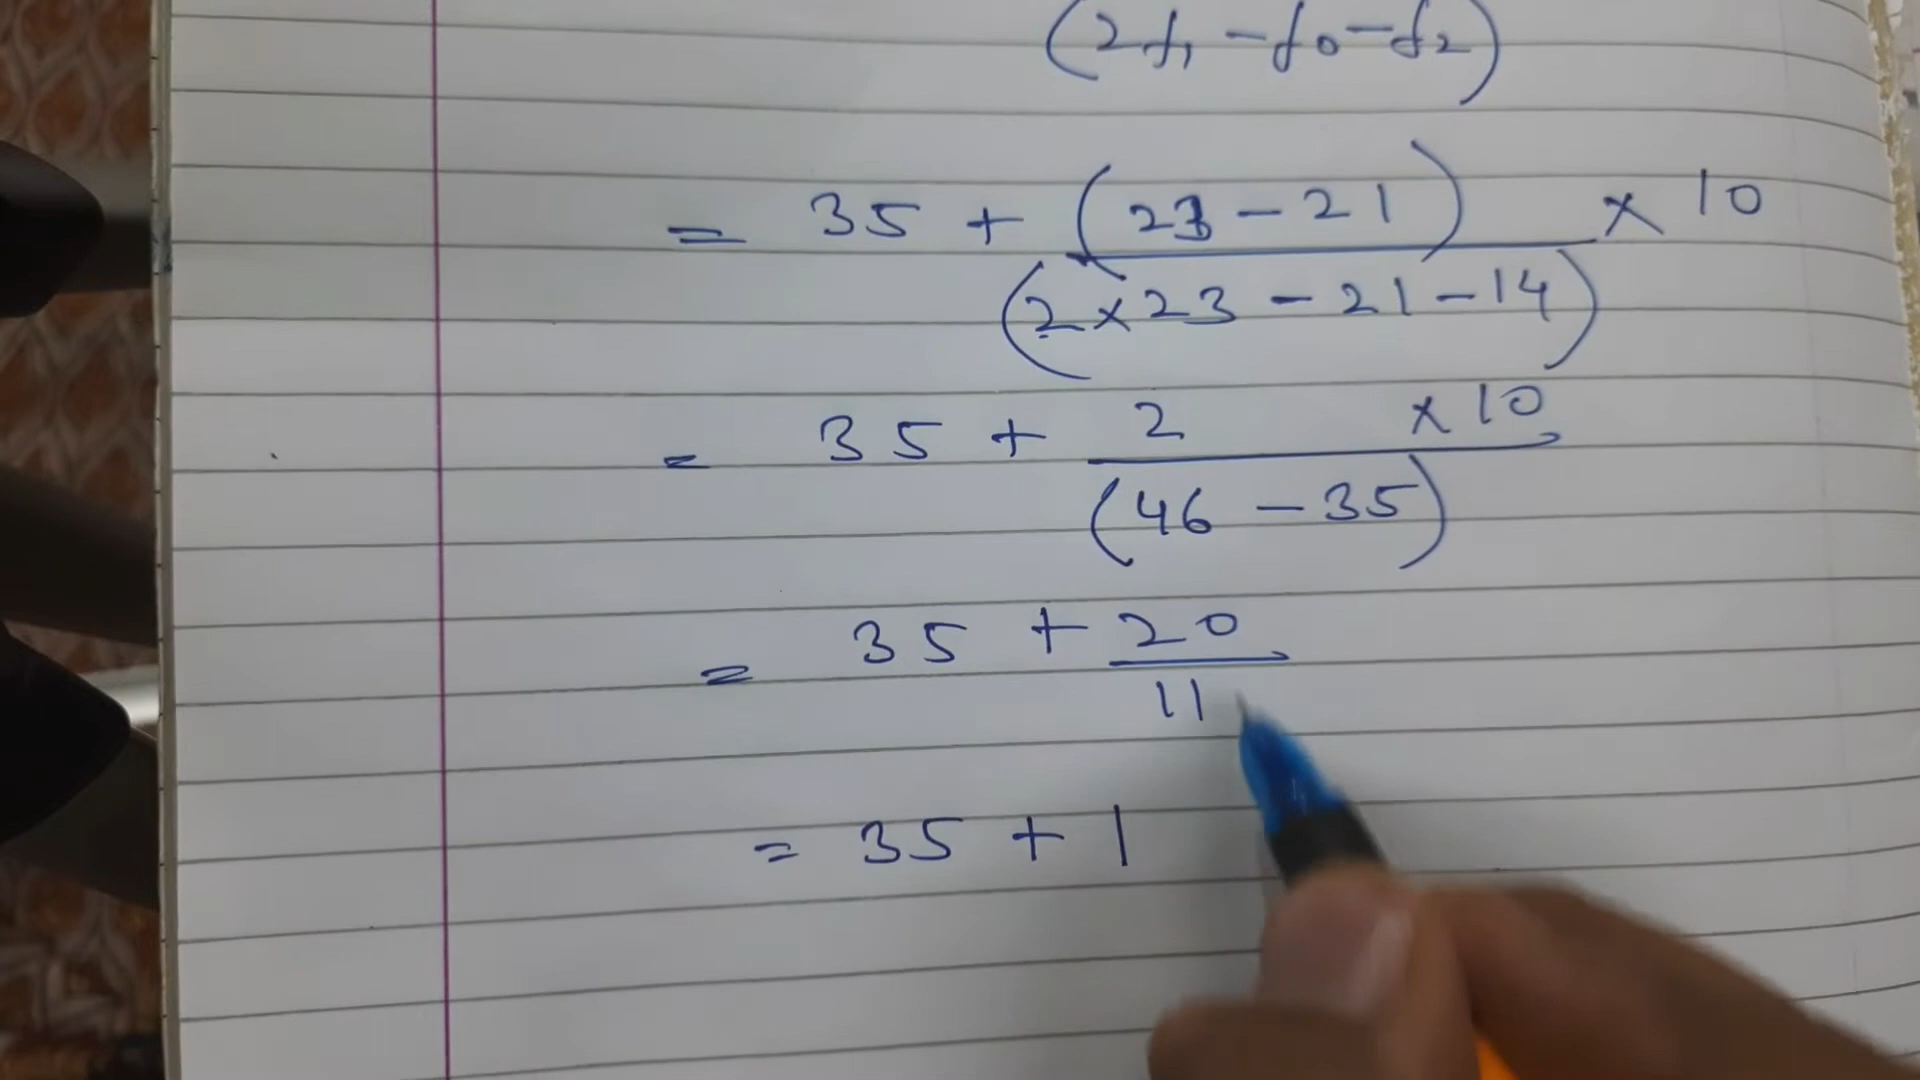 (2f₁ - f₀ - f₂)
= 35 + (23 - 21) × 10
(2×23 - 21 - 14)
= 35 + 2 × 10
(46 - 35)
= 35 + 20
11
= 35 + 1